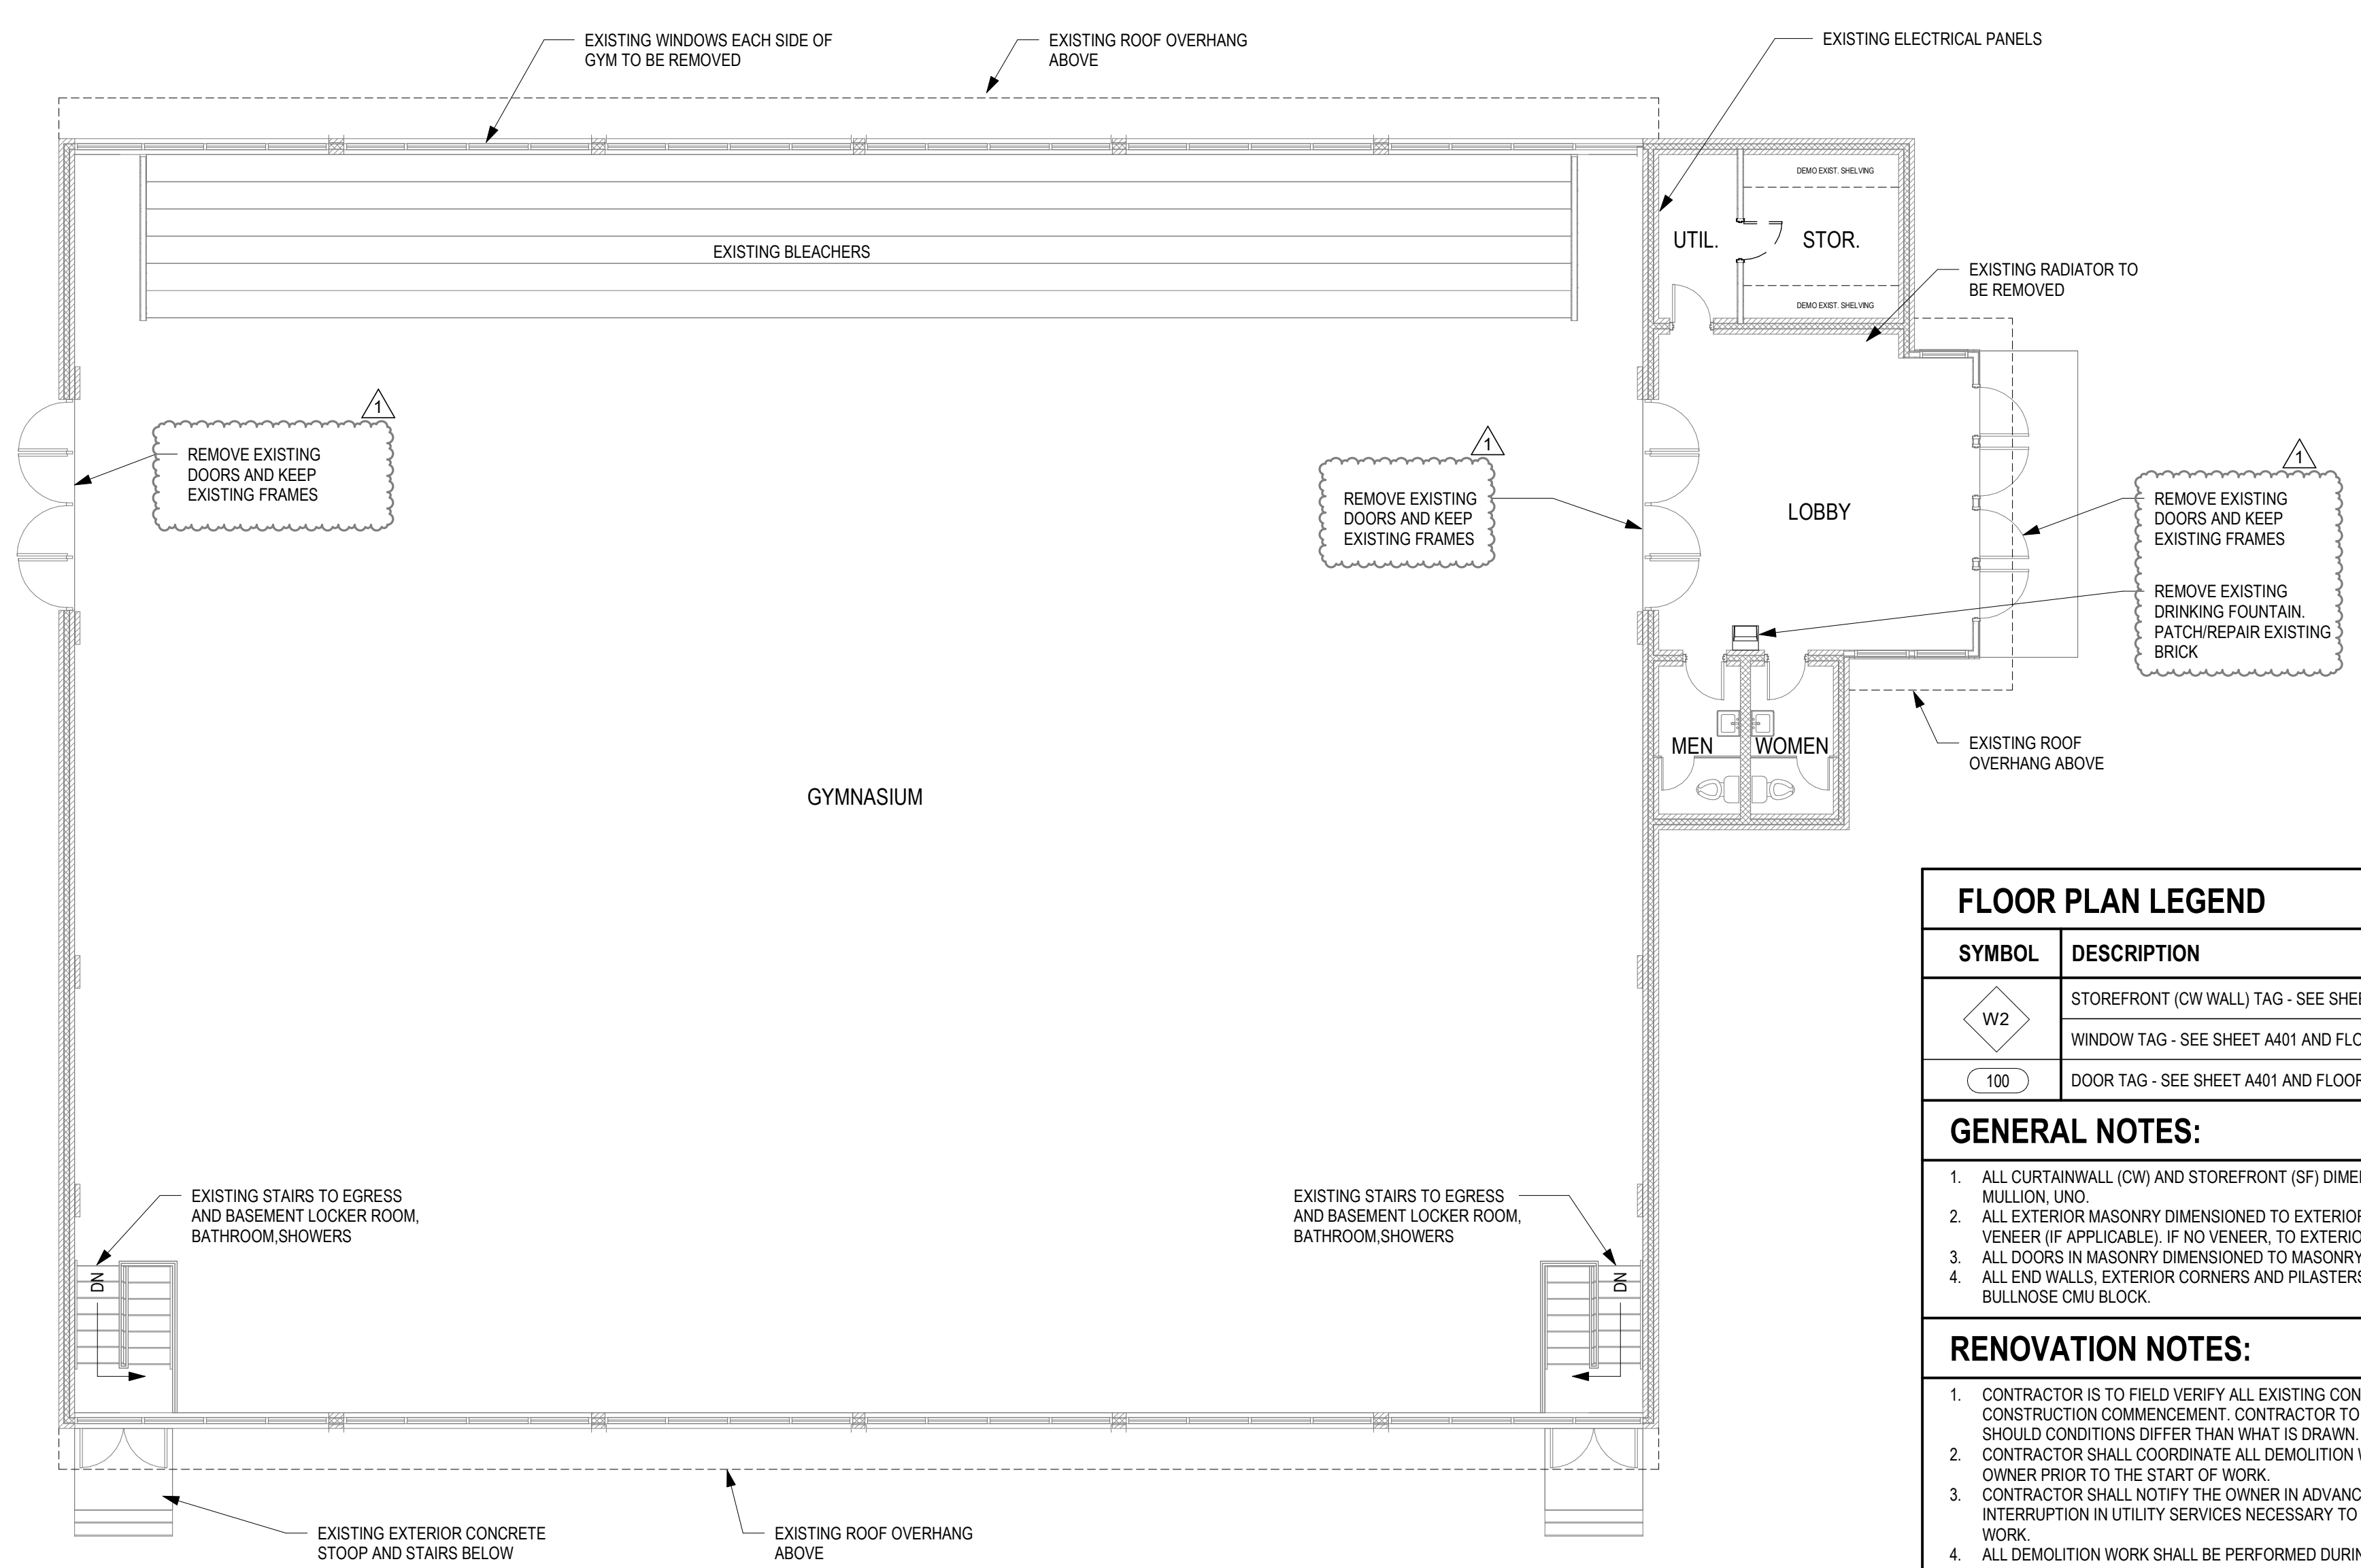 EXISTING WINDOWS EACH SIDE OF
GYM TO BE REMOVED
EXISTING ROOF OVERHANG
ABOVE
EXISTING ELECTRICAL PANELS
DEMO EXIST. SHELVING
EXISTING BLEACHERS
UTIL.
STOR.
DEMO EXIST. SHELVING
EXISTING RADIATOR TO
BE REMOVED
1
REMOVE EXISTING
DOORS AND KEEP
EXISTING FRAMES
1
REMOVE EXISTING
DOORS AND KEEP
EXISTING FRAMES
LOBBY
1
REMOVE EXISTING
DOORS AND KEEP
EXISTING FRAMES
REMOVE EXISTING
DRINKING FOUNTAIN.
PATCH/REPAIR EXISTING
BRICK
MEN
WOMEN
EXISTING ROOF
OVERHANG ABOVE
GYMNASIUM
FLOOR PLAN LEGEND
SYMBOL
DESCRIPTION
W2
STOREFRONT (CW WALL) TAG - SEE
WINDOW TAG - SEE SHEET A401 AND
100
DOOR TAG - SEE SHEET A401 AND FLOOR
GENERAL NOTES:
1. ALL CURTAINWALL (CW) AND STOREFRONT (SF)
MULLION, UNO.
2. ALL EXTERIOR MASONRY DIMENSIONED TO EXTERIOR
VENEER (IF APPLICABLE). IF NO VENEER, TO
3. ALL DOORS IN MASONRY DIMENSIONED TO MASONRY
4. ALL END WALLS, EXTERIOR CORNERS AND PILASTERS
BULLNOSE CMU BLOCK.
RENOVATION NOTES:
1. CONTRACTOR IS TO FIELD VERIFY ALL EXISTING
CONSTRUCTION COMMENCEMENT. CONTRACTOR TO
SHOULD CONDITIONS DIFFER THAN WHAT IS DRAWN.
2. CONTRACTOR SHALL COORDINATE ALL DEMOLITION
OWNER PRIOR TO THE START OF WORK.
3. CONTRACTOR SHALL NOTIFY THE OWNER IN
INTERRUPTION IN UTILITY SERVICES NECESSARY TO
WORK.
4. ALL DEMOLITION WORK SHALL BE PERFORMED
EXISTING STAIRS TO EGRESS
AND BASEMENT LOCKER ROOM,
BATHROOM,SHOWERS
DN
EXISTING STAIRS TO EGRESS
AND BASEMENT LOCKER ROOM,
BATHROOM,SHOWERS
DN
EXISTING EXTERIOR CONCRETE
STOOP AND STAIRS BELOW
EXISTING ROOF OVERHANG
ABOVE